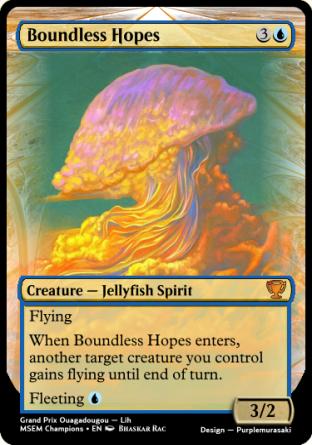 Boundless Hopes 3
Creature — Jellyfish Spirit
Flying
When Boundless Hopes enters,
another target creature you control
gains flying until end of turn.
Fleeting
3/2
Grand Prix Ouagadougou — Lih
MSEM Champions • EN Bhaskar Rac Design — Purplemurasaki